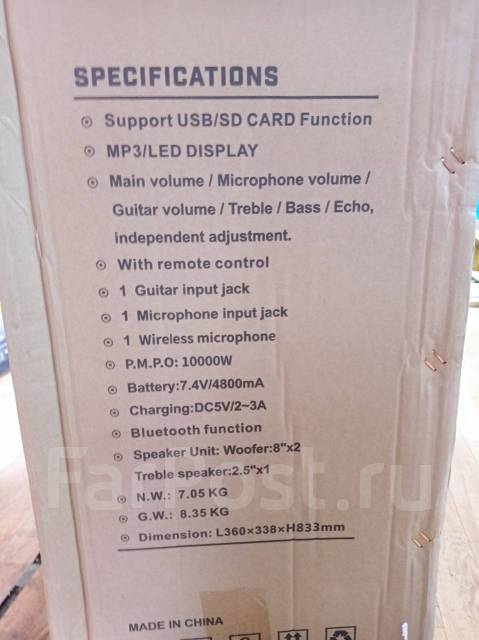 SPECIFICATIONS
Support USB/SD CARD Function
MP3/LED DISPLAY
Main volume / Microphone volume /
Guitar volume / Treble / Bass / Echo,
independent adjustment.
With remote control
1 Guitar input jack
1 Microphone input jack
1 Wireless microphone
P.M.P.O: 10000W
Battery:7.4V/4800mA
Charging:DC5V/2~3A
Bluetooth function
Speaker Unit: Woofer:8"x2
Treble speaker:2.5"x1
N.W.: 7.05 KG
G.W.: 8.35 KG
Dimension: L360×338×H833mm
MADE IN CHINA
Farpost.ru